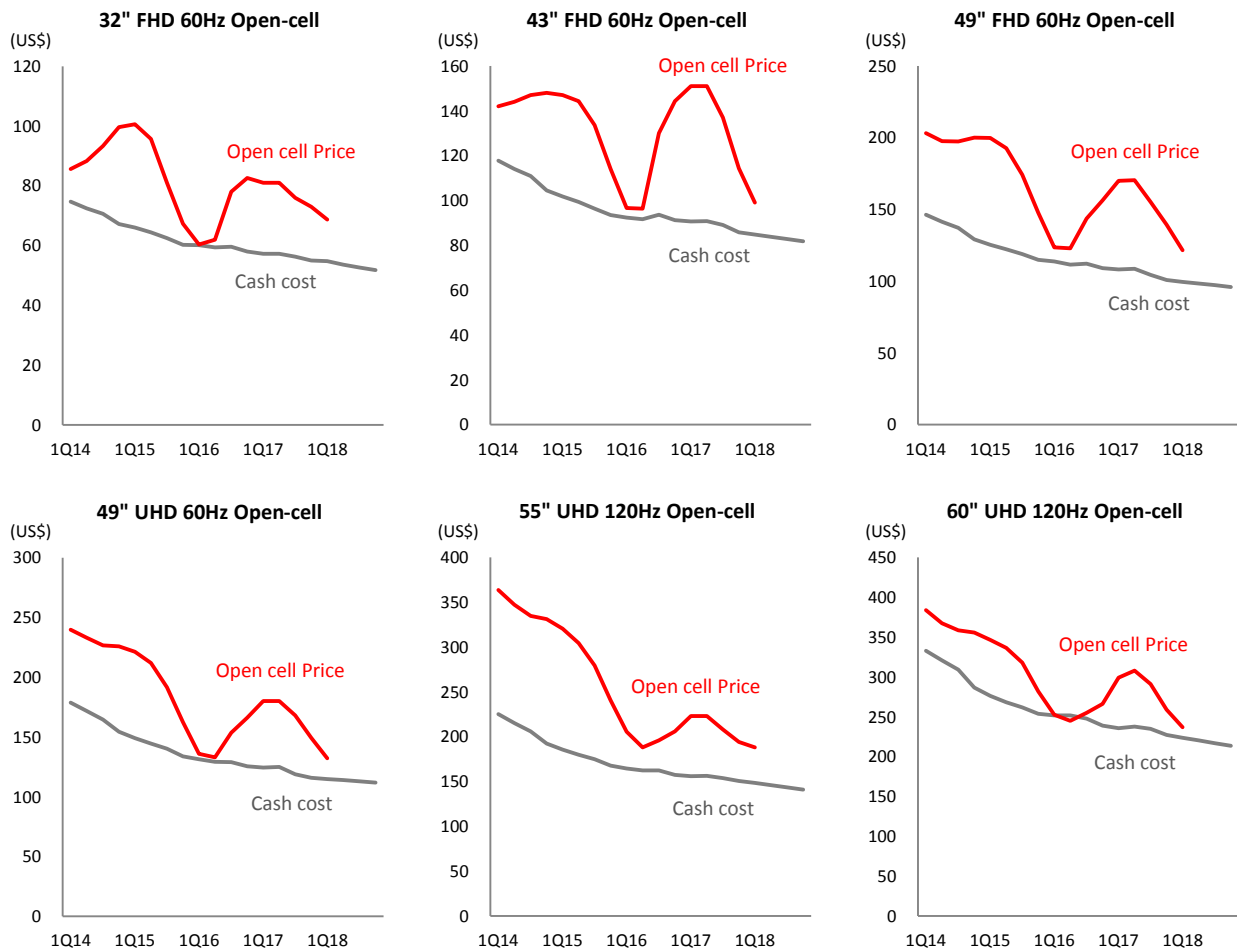 32" FHD 60Hz Open-cell
(US$)
120
100
80
60
40
20
0
Open cell Price
Cash cost
1Q14 1Q15 1Q16 1Q17 1Q18
43" FHD 60Hz Open-cell
(US$)
160
140
120
100
80
60
40
20
0
Open cell Price
Cash cost
1Q14 1Q15 1Q16 1Q17 1Q18
49" FHD 60Hz Open-cell
(US$)
250
200
150
100
50
0
Open cell Price
Cash cost
1Q14 1Q15 1Q16 1Q17 1Q18
49" UHD 60Hz Open-cell
(US$)
300
250
200
150
100
50
0
Open cell Price
Cash cost
1Q14 1Q15 1Q16 1Q17 1Q18
55" UHD 120Hz Open-cell
(US$)
400
350
300
250
200
150
100
50
0
Open cell Price
Cash cost
1Q14 1Q15 1Q16 1Q17 1Q18
60" UHD 120Hz Open-cell
(US$)
450
400
350
300
250
200
150
100
50
0
Open cell Price
Cash cost
1Q14 1Q15 1Q16 1Q17 1Q18